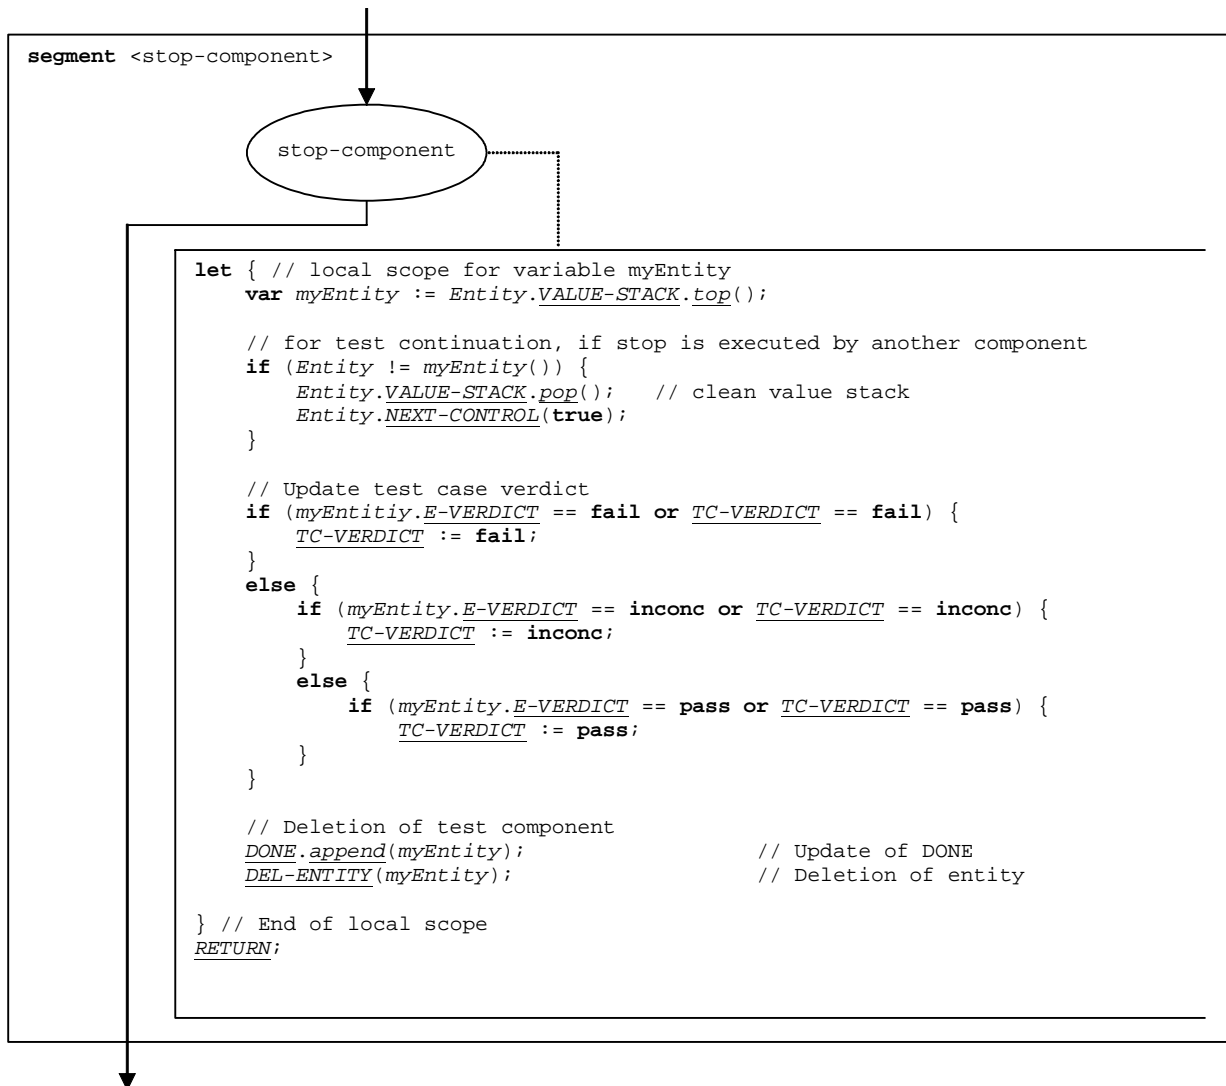 segment <stop-component>
stop-component
let { // local scope for variable myEntity
var myEntity := Entity.VALUE-STACK.top();
// for test continuation, if stop is executed by another component
if (Entity != myEntity()) {
Entity.VALUE-STACK.pop(); // clean value stack
Entity.NEXT-CONTROL(true);
}
// Update test case verdict
if (myEntitiy.E-VERDICT == fail or TC-VERDICT == fail) {
TC-VERDICT := fail;
}
else {
if (myEntity.E-VERDICT == inconc or TC-VERDICT == inconc) {
TC-VERDICT := inconc;
}
else {
if (myEntity.E-VERDICT == pass or TC-VERDICT == pass) {
TC-VERDICT := pass;
}
}
// Deletion of test component
DONE.append(myEntity); // Update of DONE
DEL-ENTITY(myEntity); // Deletion of entity
} // End of local scope
RETURN;